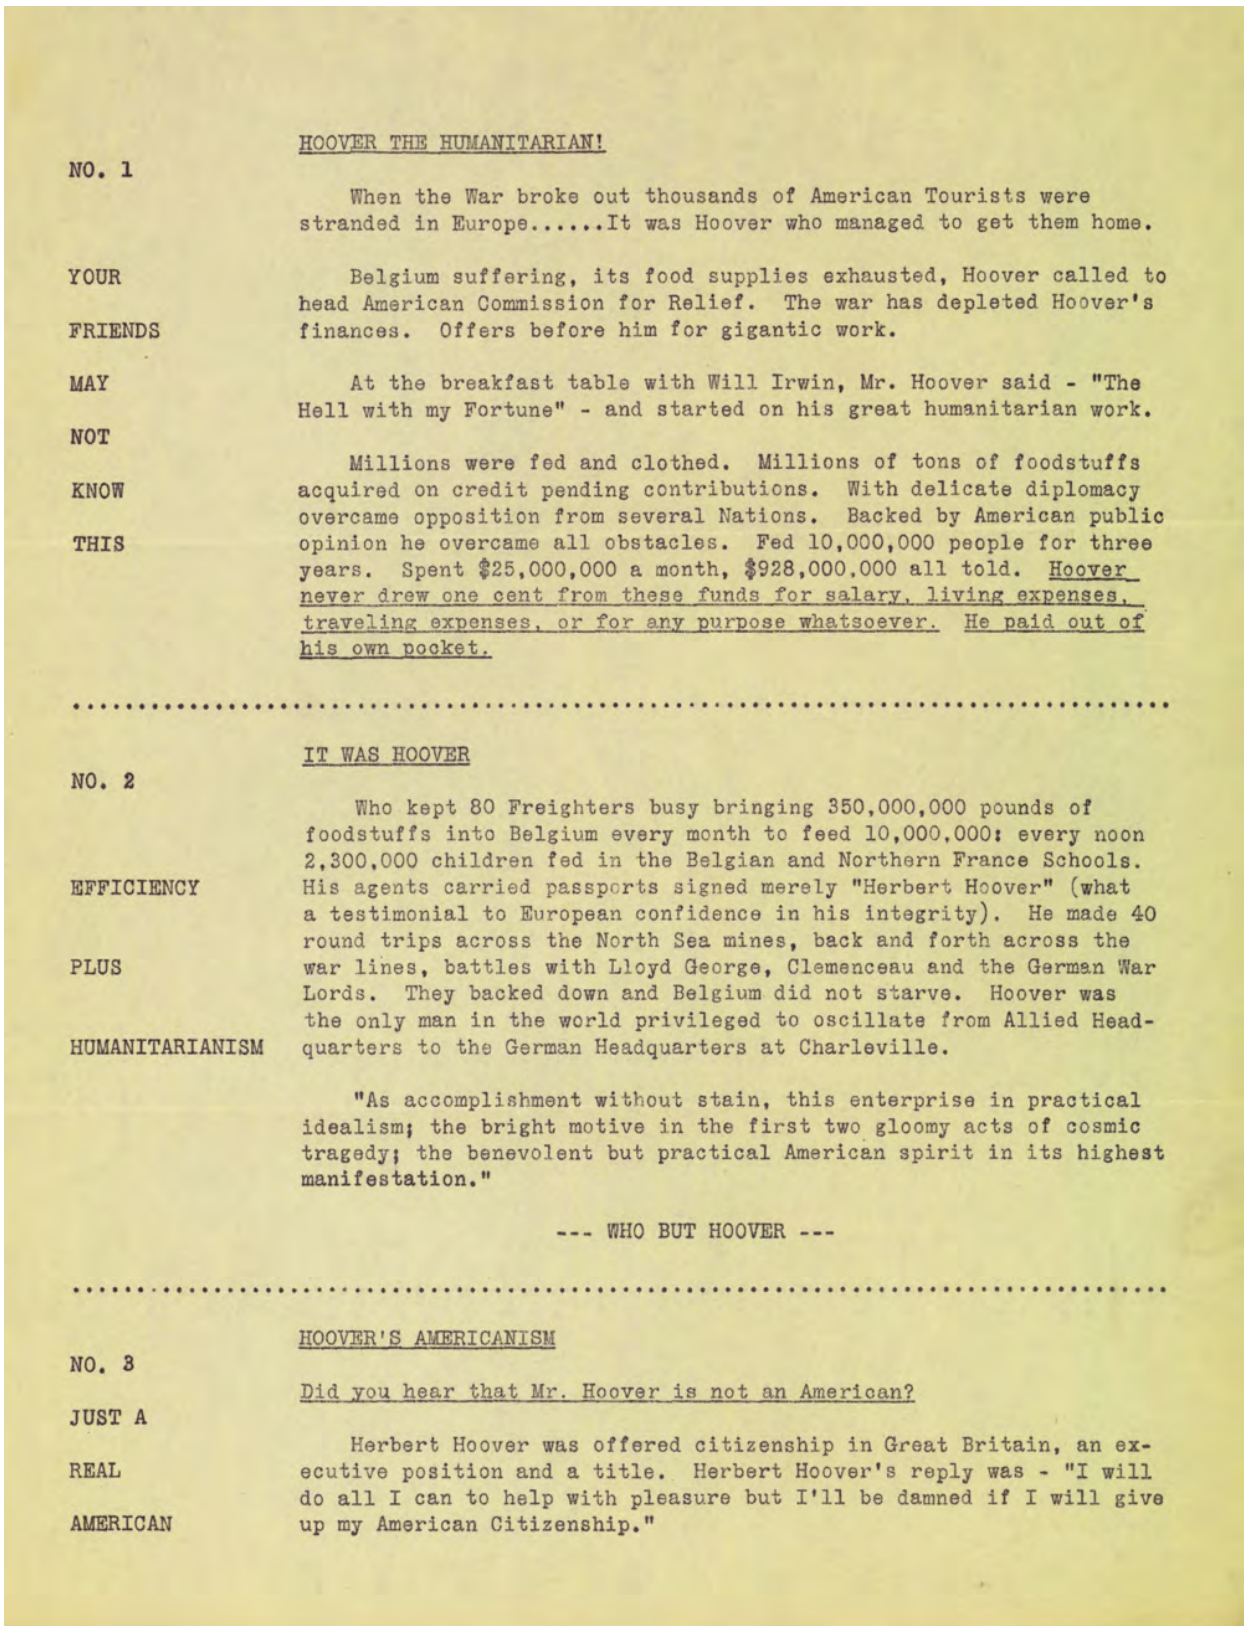 HOOVER THE HUMANITARIAN!
NO. 1
When the War broke out thousands of American Tourists were
stranded in Europe......It was Hoover who managed to get them home.
YOUR
Belgium suffering, its food supplies exhausted, Hoover called to
head American Commission for Relief. The war has depleted Hoover's
FRIENDS
finances. Offers before him for gigantic work.
MAY
At the breakfast table with Will Irwin, Mr. Hoover said - "The
Hell with my Fortune" - and started on his great humanitarian work.
NOT
Millions were fed and clothed. Millions of tons of foodstuffs
KNOW
acquired on credit pending contributions. With delicate diplomacy
overcame opposition from several Nations. Backed by American public
THIS
opinion he overcame all obstacles. Fed 10,000,000 people for three
years. Spent $25,000,000 a month, $928,000,000 all told. Hoover
never drew one cent from these funds for salary, living expenses,
traveling expenses, or for any purpose whatsoever. He paid out of
his own pocket.
IT WAS HOOVER
NO. 2
Who kept 80 Freighters busy bringing 350,000,000 pounds of
foodstuffs into Belgium every month to feed 10,000,000: every noon
2,300,000 children fed in the Belgian and Northern France Schools.
EFFICIENCY
His agents carried passports signed merely "Herbert Hoover" (what
a testimonial to European confidence in his integrity). He made 40
round trips across the North Sea mines, back and forth across the
PLUS
war lines, battles with Lloyd George, Clemenceau and the German War
Lords. They backed down and Belgium did not starve. Hoover was
the only man in the world privileged to oscillate from Allied Head-
HUMANITARIANISM
quarters to the German Headquarters at Charleville.
"As accomplishment without stain, this enterprise in practical
idealism; the bright motive in the first two gloomy acts of cosmic
tragedy; the benevolent but practical American spirit in its highest
manifestation."
--- WHO BUT HOOVER ---
HOOVER'S AMERICANISM
NO. 3
Did you hear that Mr. Hoover is not an American?
JUST A
Herbert Hoover was offered citizenship in Great Britain, an ex-
REAL
ecutive position and a title. Herbert Hoover's reply was - "I will
do all I can to help with pleasure but I'll be damned if I will give
AMERICAN
up my American Citizenship."